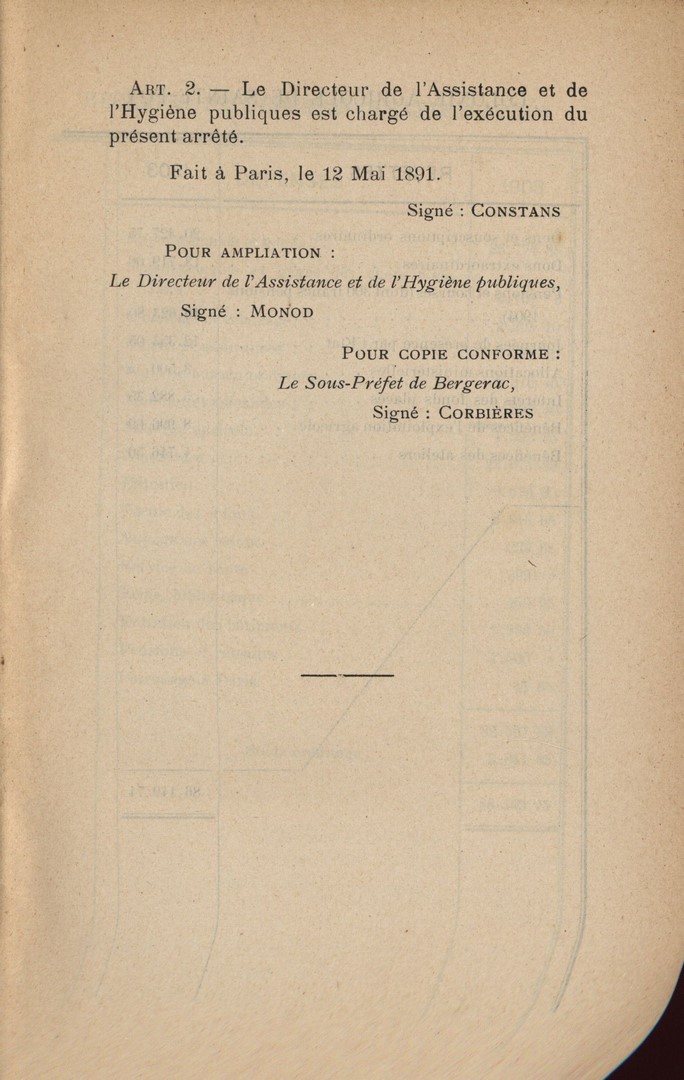 ART. 2. — Le Directeur de l'Assistance et de
l'Hygiène publiques est chargé de l'exécution du
présent arrêté.
Fait à Paris, le 12 Mai 1891.
Signé : CONSTANS
POUR AMPLIATION :
Le Directeur de l'Assistance et de l'Hygiène publiques,
Signé : MONOD
POUR COPIE CONFORME :
Le Sous-Préfet de Bergerac,
Signé : CORBIÈRES